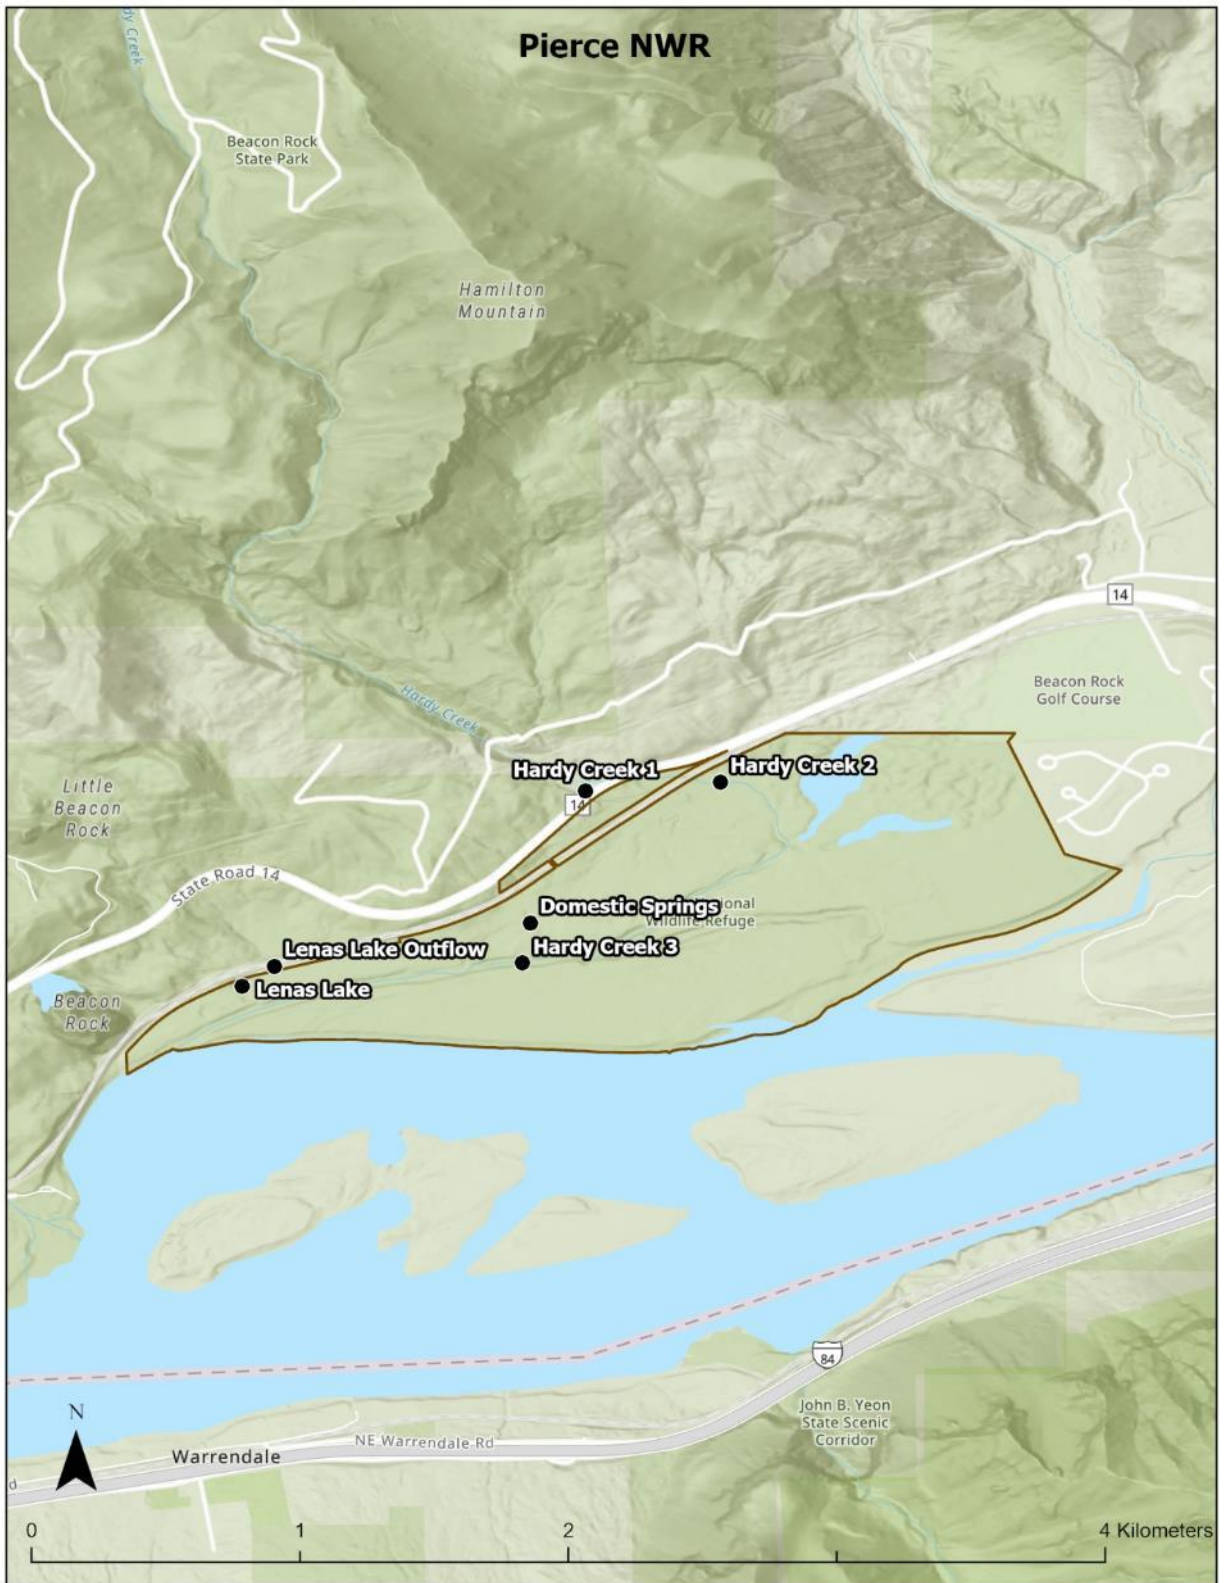 Pierce NWR
dy Creek
Beacon Rock
State Park
Hamilton
Mountain
14
Hardy Creek
Beacon Rock
Golf Course
Little
Beacon
Rock
Hardy Creek 1
14
Hardy Creek 2
State Road 14
Domestic Springs
Wildlife Refuge
Hardy Creek 3
Lenas Lake Outflow
Lenas Lake
Beacon
Rock
84
John B. Yeon
State Scenic
Corridor
N
Warrendale
NE Warrendale Rd
d
0 1 2 4 Kilometers